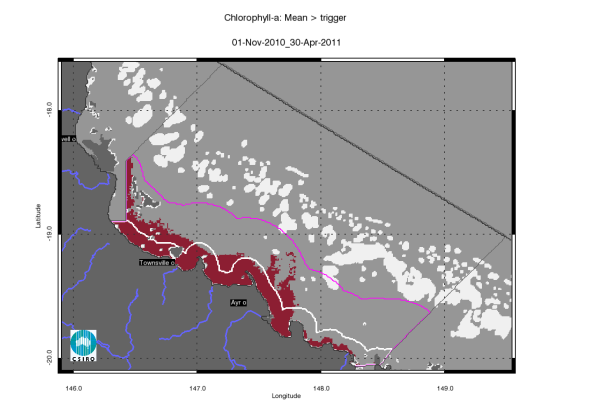 Chlorophyll-a: Mean > trigger
01-Nov-2010_30-Apr-2011
-18.0
well o
-19.0
Latitude
Townsville o
Ayr o
CSIRO
-20.0
146.0 147.0 148.0 149.0
Longitude